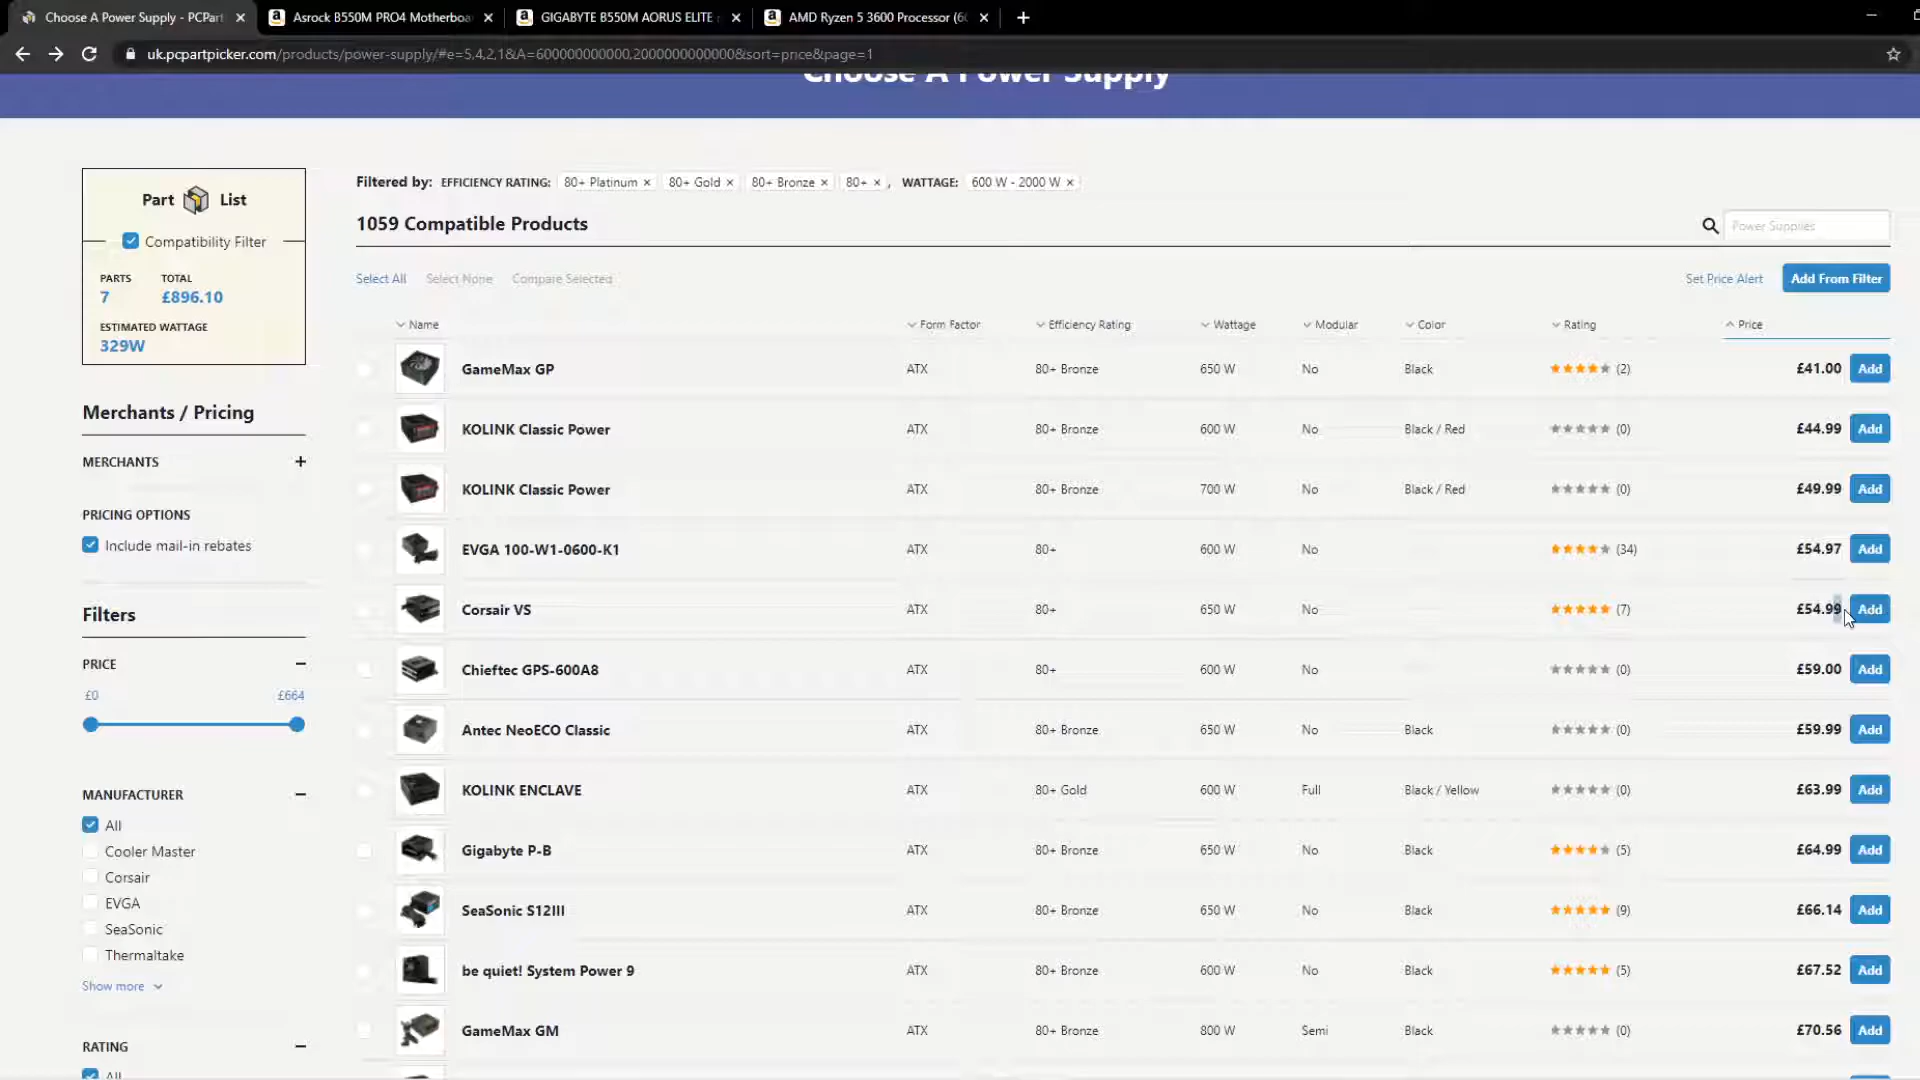 Choose A Power Supply - PCPart
Asrock B550M PRO4 Motherboa
GIGABYTE B550M AORUS ELITE
AMD Ryzen 5 3600 Processor (6C
uk.pcpartpicker.com/products/power-supply/#e=5,4,2,1&A=600000000000,2000000000000&sort=price&page=1
Choose A Power Supply
Part List
Compatibility Filter
PARTS TOTAL
7 £896.10
ESTIMATED WATTAGE
329W
Merchants / Pricing
MERCHANTS +
PRICING OPTIONS
Include mail-in rebates
Filters
PRICE
£0 £664
MANUFACTURER
All
Cooler Master
Corsair
EVGA
SeaSonic
Thermaltake
Show more
RATING
All
Filtered by: EFFICIENCY RATING: 80+ Platinum × 80+ Gold × 80+ Bronze × 80+ × , WATTAGE: 600 W - 2000 W ×
1059 Compatible Products
Power Supplies
Select All Select None Compare Selected Set Price Alert Add From Filter
Name Form Factor Efficiency Rating Wattage Modular Color Rating Price
GameMax GP ATX 80+ Bronze 650 W No Black (2) £41.00 Add
KOLINK Classic Power ATX 80+ Bronze 600 W No Black / Red (0) £44.99 Add
KOLINK Classic Power ATX 80+ Bronze 700 W No Black / Red (0) £49.99 Add
EVGA 100-W1-0600-K1 ATX 80+ 600 W No (34) £54.97 Add
Corsair VS ATX 80+ 650 W No (7) £54.99 Add
Chieftec GPS-600A8 ATX 80+ 600 W No (0) £59.00 Add
Antec NeoECO Classic ATX 80+ Bronze 650 W No Black (0) £59.99 Add
KOLINK ENCLAVE ATX 80+ Gold 600 W Full Black / Yellow (0) £63.99 Add
Gigabyte P-B ATX 80+ Bronze 650 W No Black (5) £64.99 Add
SeaSonic S12III ATX 80+ Bronze 650 W No Black (9) £66.14 Add
be quiet! System Power 9 ATX 80+ Bronze 600 W No Black (5) £67.52 Add
GameMax GM ATX 80+ Bronze 800 W Semi Black (0) £70.56 Add